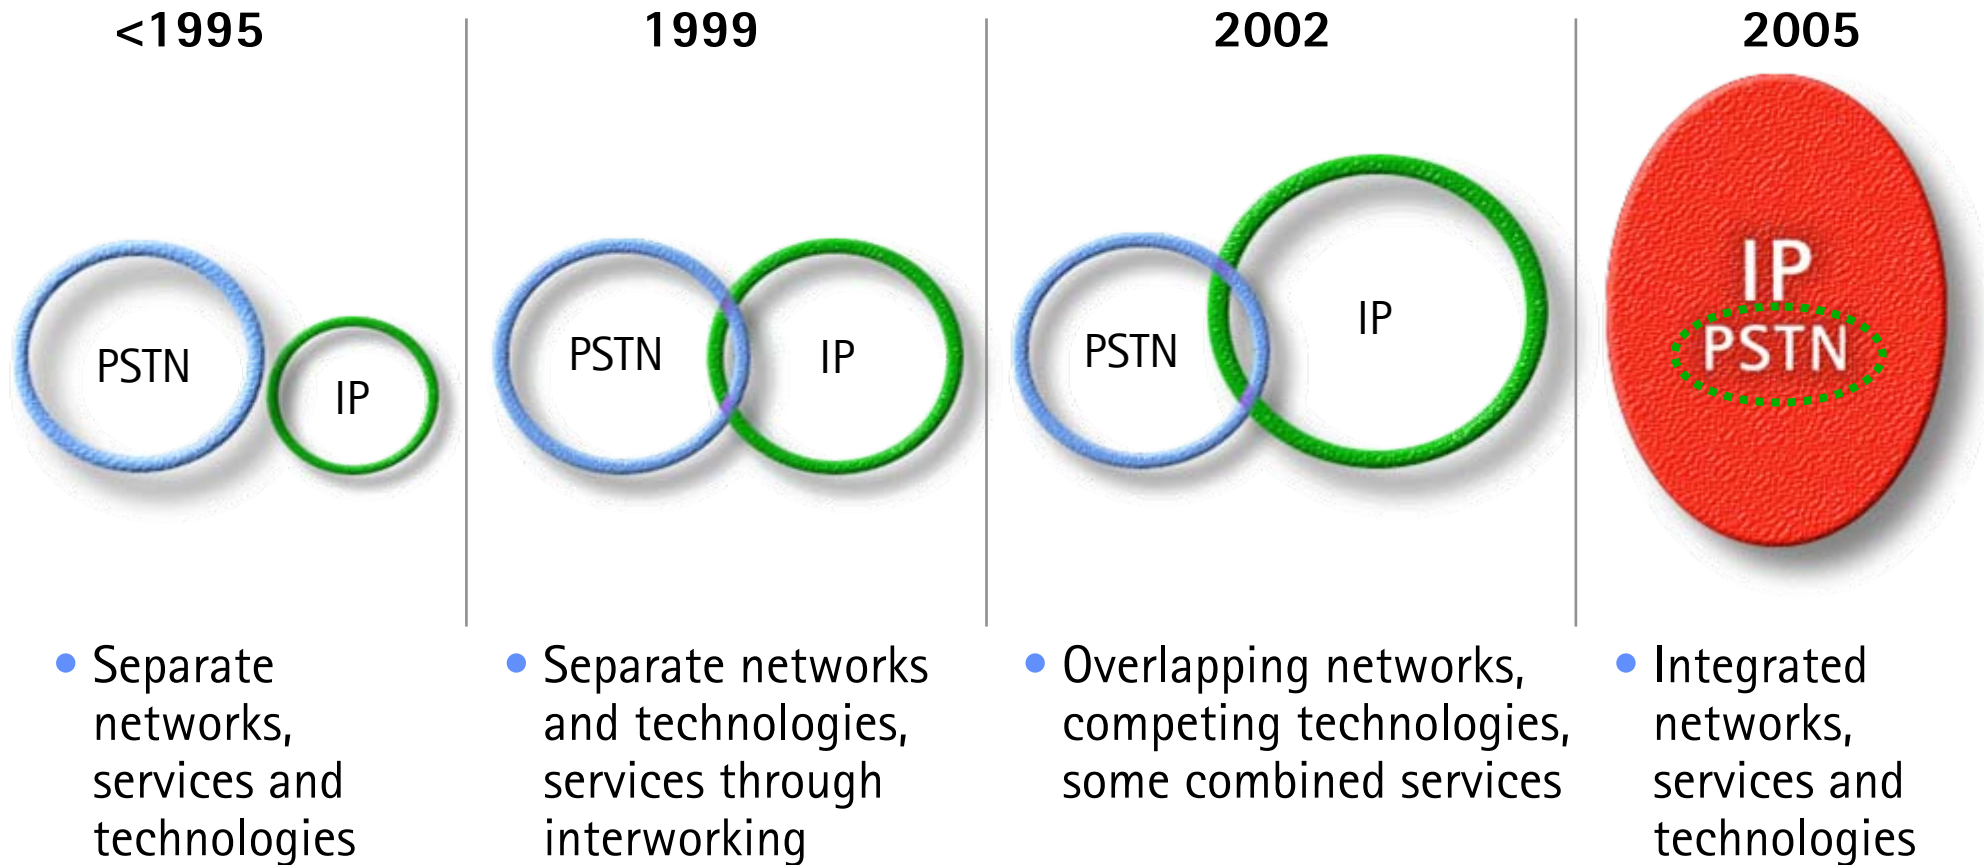 <1995
PSTN
IP
• Separate
networks,
services and
technologies
1999
PSTN
IP
• Separate networks
and technologies,
services through
interworking
2002
PSTN
IP
• Overlapping networks,
competing technologies,
some combined services
2005
IP
PSTN
• Integrated
networks,
services and
technologies